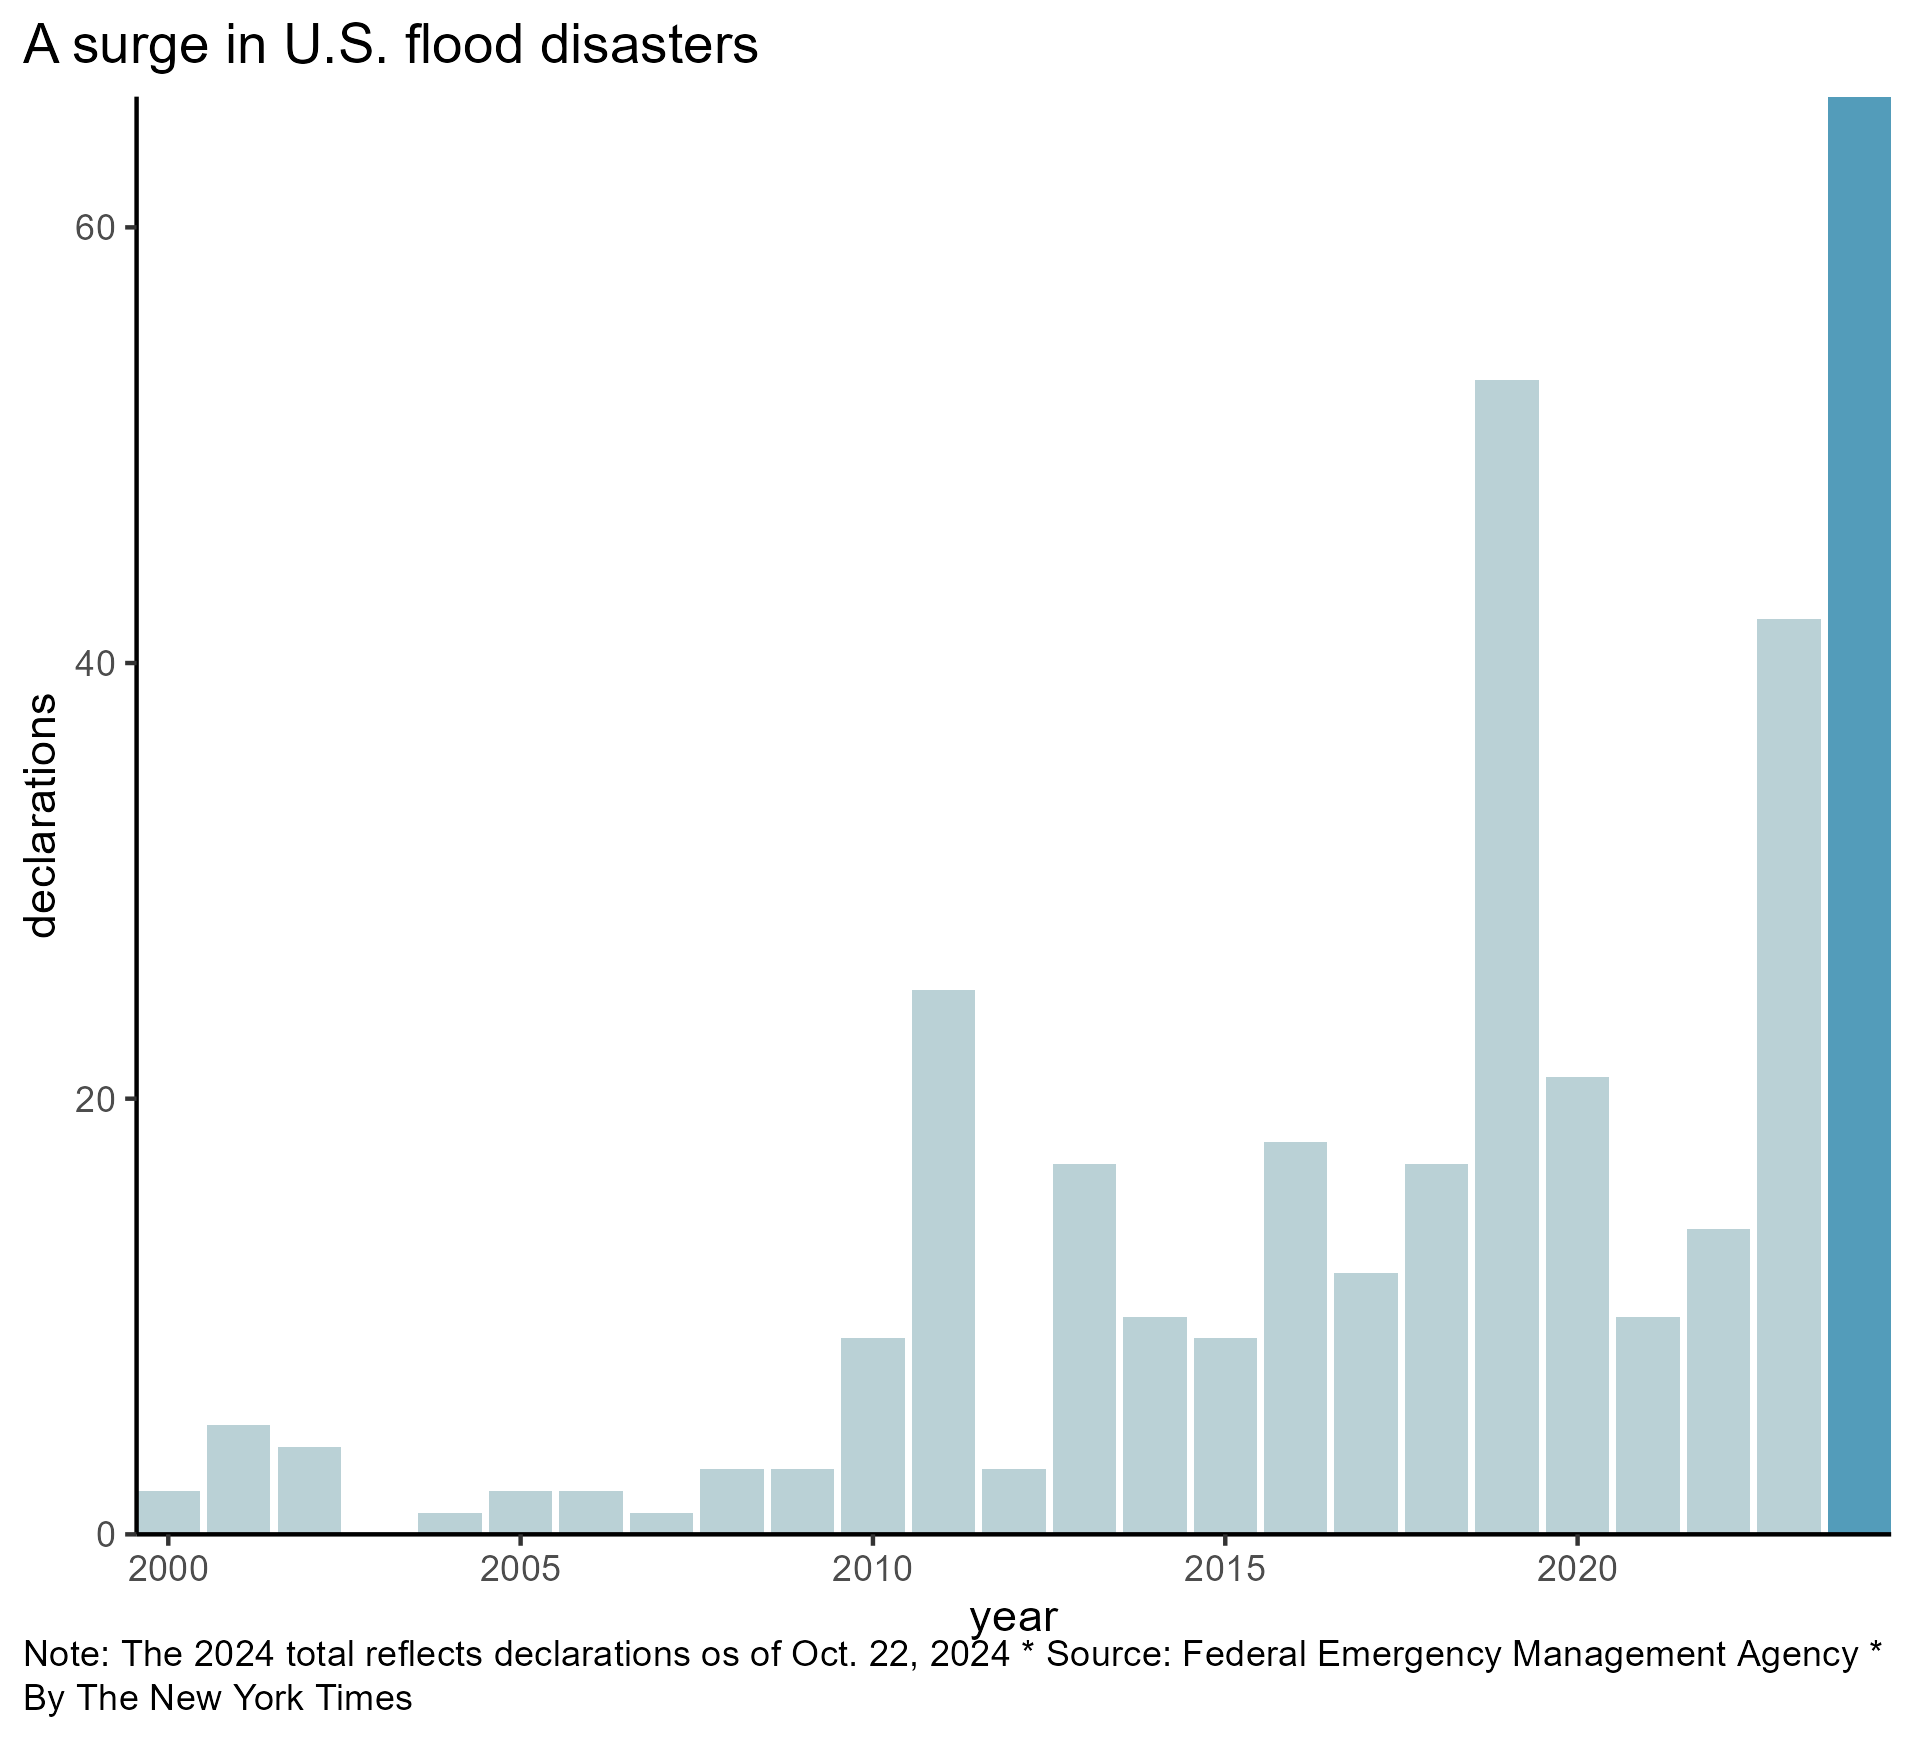 A surge in U.S. flood disasters
60
40
20
0
declarations
2000 2005 2010 2015 2020
year
Note: The 2024 total reflects declarations os of Oct. 22, 2024 * Source: Federal Emergency Management Agency *
By The New York Times